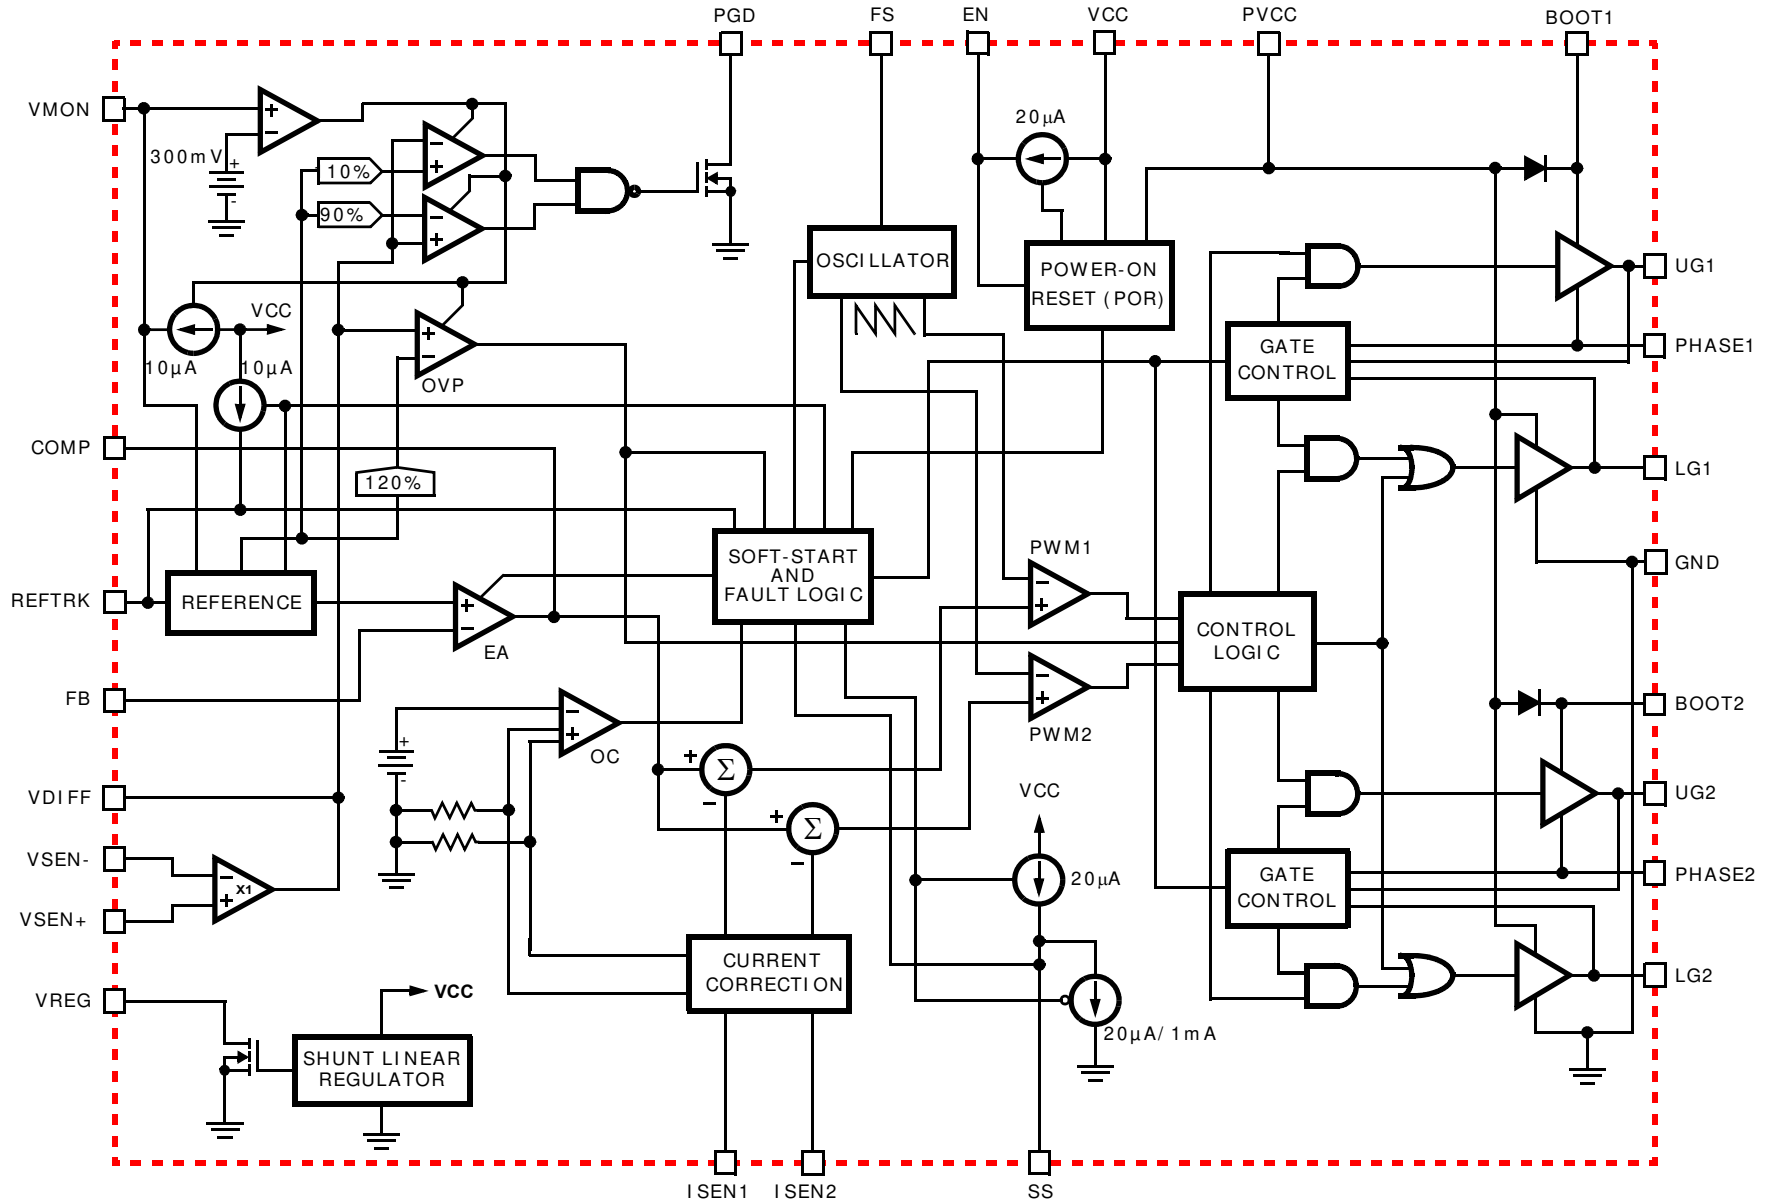 PGD
FS
EN
VCC
PVCC
BOOT1
VMON
+
−
300mV
+
-
10%
90%
−
+
−
+
20µA
OSCILLATOR
POWER-ON
RESET (POR)
UG1
VCC
10µA
10µA
+
−
OVP
GATE
CONTROL
PHASE1
COMP
120%
LG1
SOFT-START
AND
FAULT LOGIC
PWM1
−
+
GND
REFTRK
REFERENCE
+
−
EA
CONTROL
LOGIC
FB
−
+
OC
−
+
PWM2
BOOT2
+
-
+
Σ
−
VDIFF
+
Σ
−
VCC
UG2
VSEN-
−
X1
+
VSEN+
20µA
GATE
CONTROL
PHASE2
CURRENT
CORRECTION
LG2
VREG
VCC
20µA/1mA
SHUNT LINEAR
REGULATOR
ISEN1
ISEN2
SS